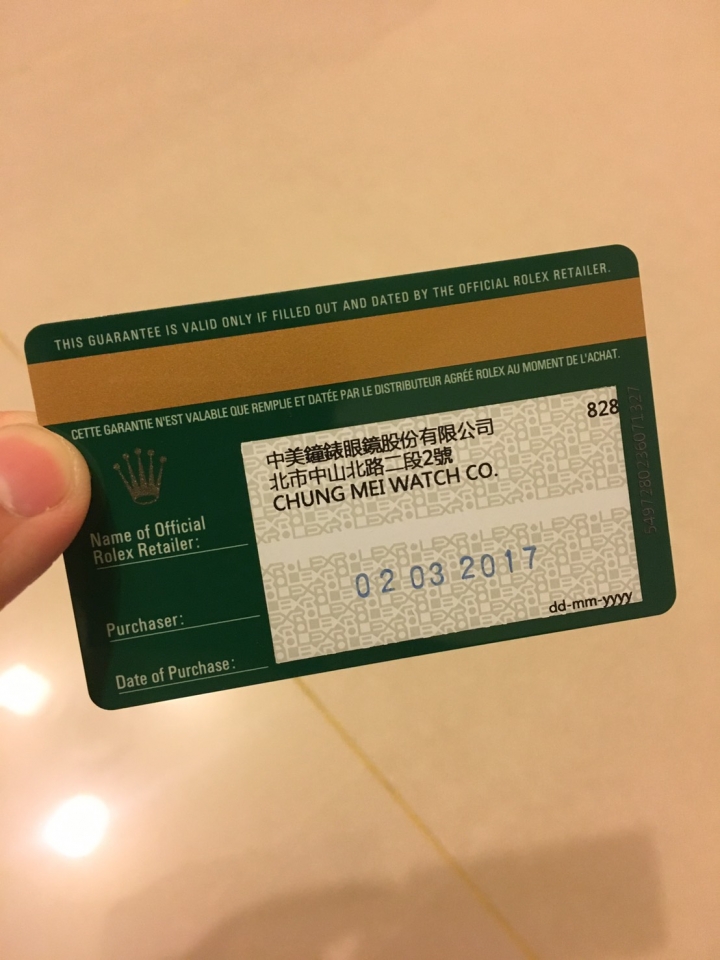 THIS GUARANTEE IS VALID ONLY IF FILLED OUT AND DATED BY THE OFFICIAL ROLEX RETAILER.
CETTE GARANTIE N'EST VALABLE QUE REMPLIE ET DATÉE PAR LE DISTRIBUTEUR AGRÉÉ ROLEX AU MOMENT DE L'ACHAT.
828
中美鐘錶眼鏡股份有限公司
北市中山北路二段2號
CHUNG MEI WATCH CO.
Name of Official
Rolex Retailer:
02 03 2017
Purchaser:
dd-mm-yyyy
Date of Purchase: